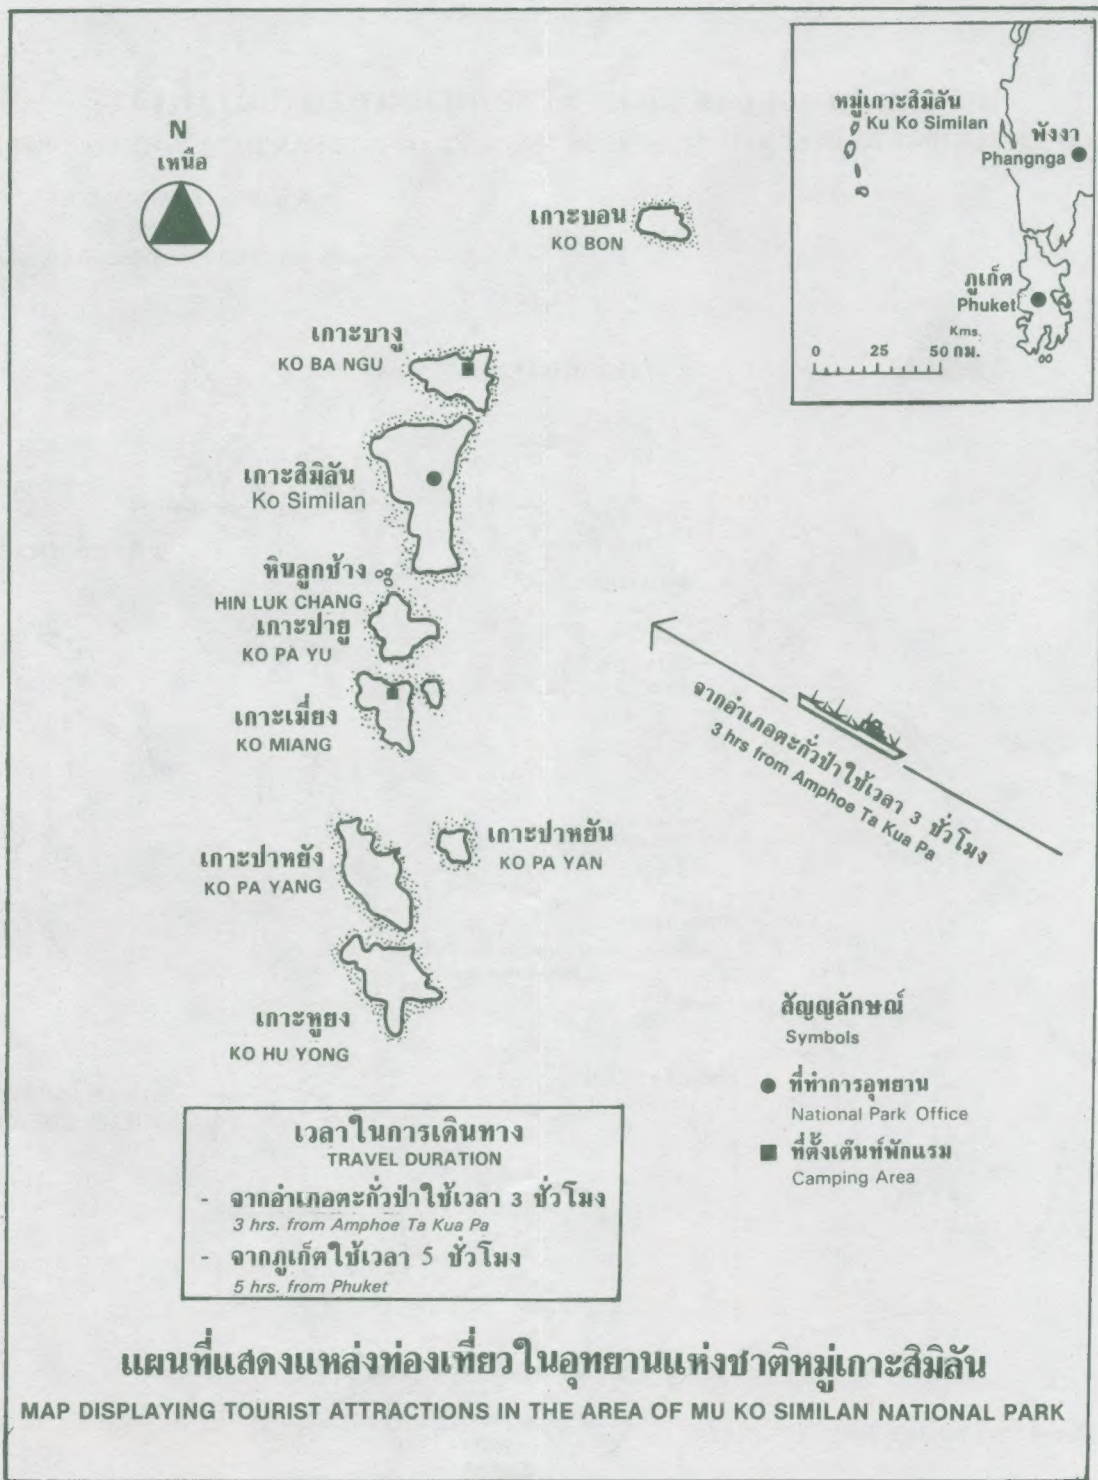 N
เหนือ
หมู่เกาะสิมิลัน
Ku Ko Similan
พังงา
Phangnga
ภูเก็ต
Phuket
Kms.
0 25 50 กม.
เกาะบอน
KO BON
เกาะบางู
KO BA NGU
เกาะสิมิลัน
Ko Similan
หินลูกช้าง
HIN LUK CHANG
เกาะปายู
KO PA YU
เกาะเมี่ยง
KO MIANG
จากอำเภอตะกั่วป่าใช้เวลา 3 ชั่วโมง
3 hrs from Amphoe Ta Kua Pa
เกาะปาหยัน
KO PA YAN
เกาะปาหยัง
KO PA YANG
เกาะหูยง
KO HU YONG
สัญญลักษณ์
Symbols
ที่ทำการอุทยาน
National Park Office
ที่ตั้งเต๊นท์พักแรม
Camping Area
เวลาในการเดินทาง
TRAVEL DURATION
- จากอำเภอตะกั่วป่าใช้เวลา 3 ชั่วโมง
3 hrs. from Amphoe Ta Kua Pa
- จากภูเก็ตใช้เวลา 5 ชั่วโมง
5 hrs. from Phuket
แผนที่แสดงแหล่งท่องเที่ยวในอุทยานแห่งชาติหมู่เกาะสิมิลัน
MAP DISPLAYING TOURIST ATTRACTIONS IN THE AREA OF MU KO SIMILAN NATIONAL PARK